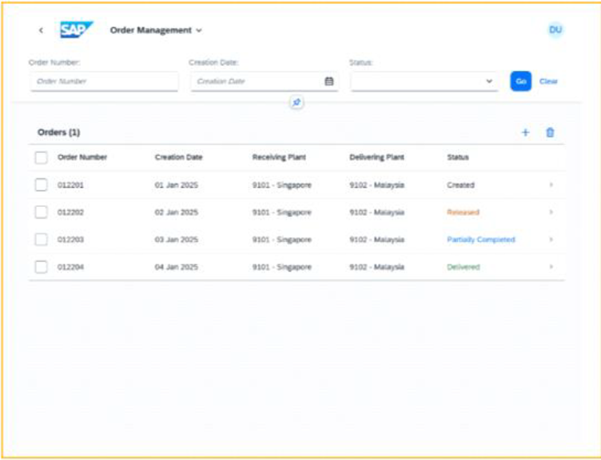 SAP Order Management DU
Order Number: Creation Date: Status:
Order Number Creation Date Go Clear
Orders (1)
Order Number Creation Date Receiving Plant Delivering Plant Status
012201 01 Jan 2025 9101 - Singapore 9102 - Malaysia Created
012202 02 Jan 2025 9101 - Singapore 9102 - Malaysia Released
012203 03 Jan 2025 9101 - Singapore 9102 - Malaysia Partially Completed
012204 04 Jan 2025 9101 - Singapore 9102 - Malaysia Delivered